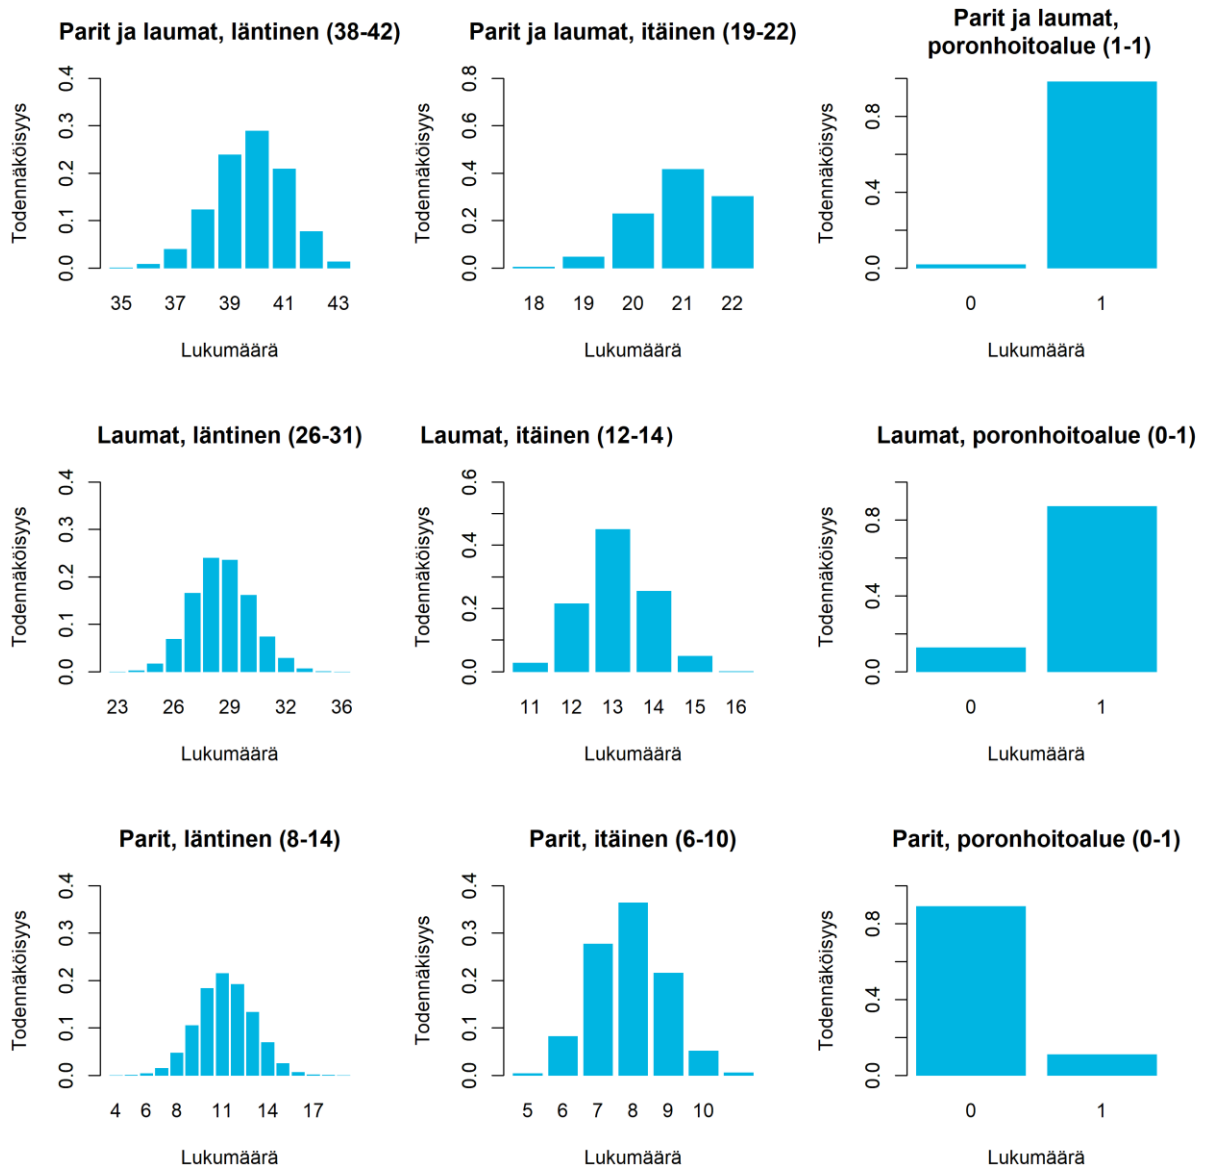 Parit ja laumat, läntinen (38-42)
Todennäköisyys
0.0 0.1 0.2 0.3 0.4
35 37 39 41 43
Lukumäärä
Parit ja laumat, itäinen (19-22)
Todennäköisyys
0.0 0.2 0.4 0.6 0.8
18 19 20 21 22
Lukumäärä
Parit ja laumat,
poronhoitoalue (1-1)
Todennäköisyys
0.0 0.4 0.8
0 1
Lukumäärä
Laumat, läntinen (26-31)
Todennäköisyys
0.0 0.1 0.2 0.3 0.4
23 26 29 32 36
Lukumäärä
Laumat, itäinen (12-14)
Todennäköisyys
0.0 0.2 0.4 0.6
11 12 13 14 15 16
Lukumäärä
Laumat, poronhoitoalue (0-1)
Todennäköisyys
0.0 0.4 0.8
0 1
Lukumäärä
Parit, läntinen (8-14)
Todennäköisyys
0.0 0.1 0.2 0.3 0.4
4 6 8 11 14 17
Lukumäärä
Parit, itäinen (6-10)
Todennäkisyys
0.0 0.1 0.2 0.3 0.4
5 6 7 8 9 10
Lukumäärä
Parit, poronhoitoalue (0-1)
Todennäköisyys
0.0 0.4 0.8
0 1
Lukumäärä